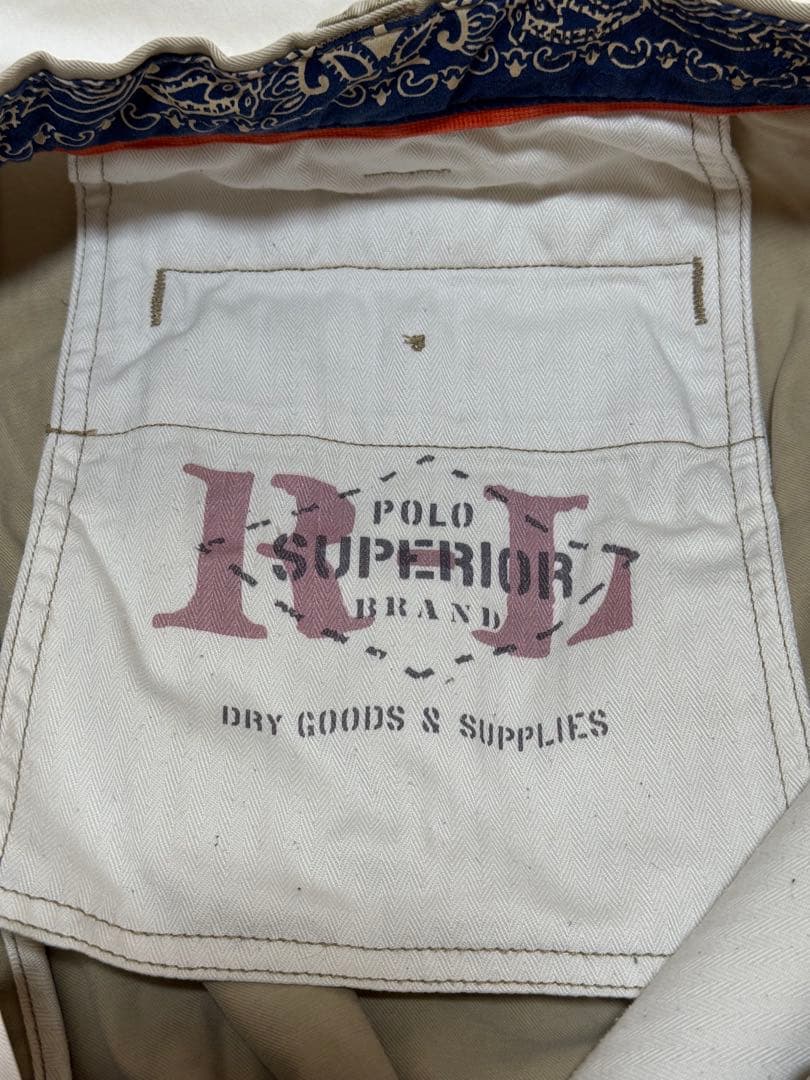 R-L
POLO
SUPERIOR
BRAND
DRY GOODS & SUPPLIES